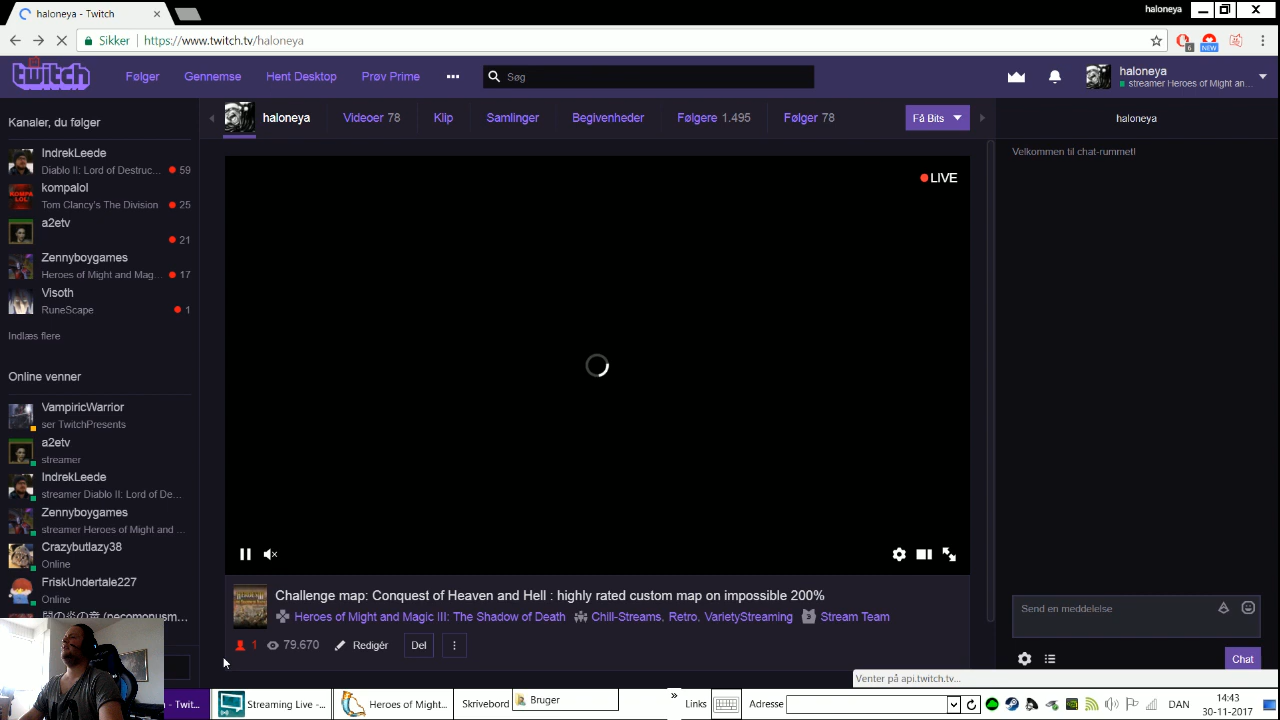 haloneya - Twitch
haloneya
Sikker
https://www.twitch.tv/haloneya
6
NEW
twitch
Følger
Gennemse
Hent Desktop
Prøv Prime
Søg
haloneya
streamer Heroes of Might an...
Kanaler, du følger
IndrekLeede
Diablo II: Lord of Destruc...
59
kompalol
Tom Clancy's The Division
25
a2etv
21
Zennyboygames
Heroes of Might and Mag...
17
Visoth
RuneScape
1
Indlæs flere
Online venner
VampiricWarrior
ser TwitchPresents
a2etv
streamer
IndrekLeede
streamer Diablo II: Lord of De...
Zennyboygames
streamer Heroes of Might and ...
Crazybutlazy38
Online
FriskUndertale227
Online
haloneya
Videoer 78
Klip
Samlinger
Begivenheder
Følgere 1.495
Følger 78
Få Bits
LIVE
Challenge map: Conquest of Heaven and Hell : highly rated custom map on impossible 200%
Heroes of Might and Magic III: The Shadow of Death
Chill-Streams, Retro, VarietyStreaming
Stream Team
1
79.670
Redigér
Del
haloneya
Velkommen til chat-rummet!
Send en meddelelse
Chat
Venter på api.twitch.tv...
- Twi...
Streaming Live -...
Heroes of Might...
Skrivebord
Bruger
»
Links
Adresse
DAN
14:43
30-11-2017